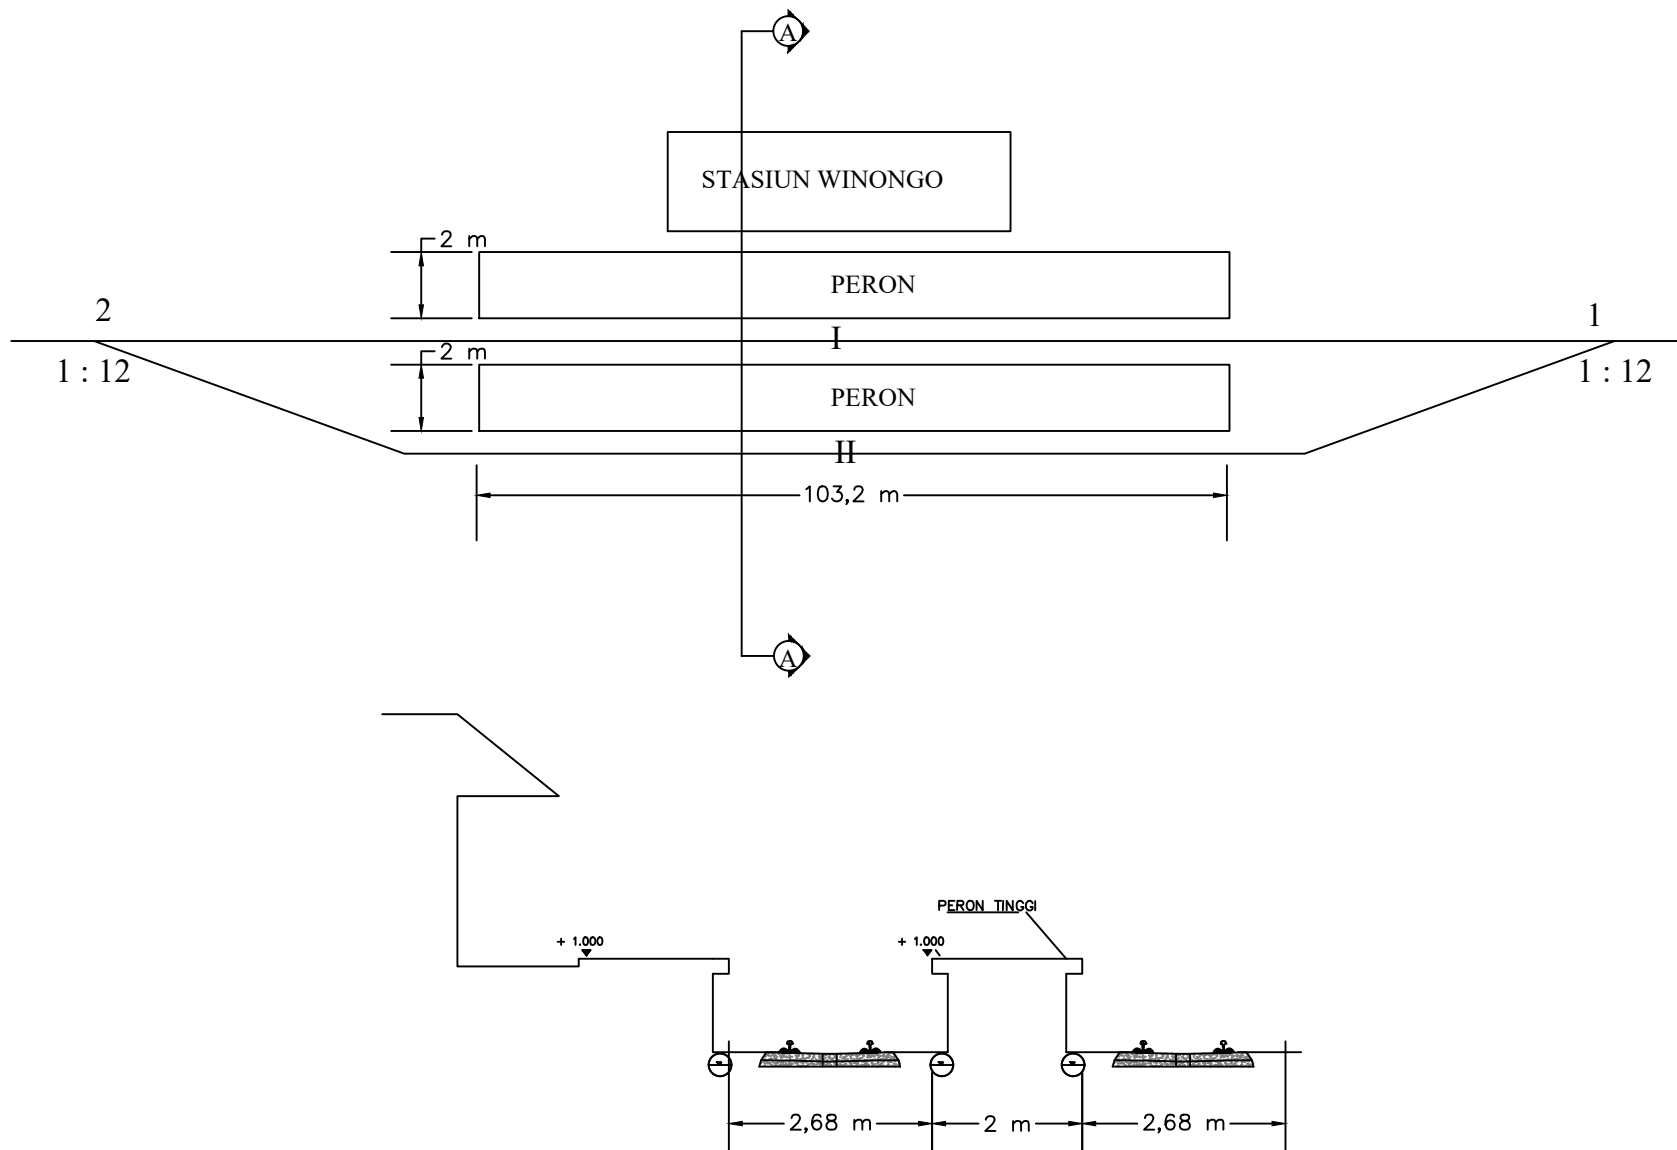 A
STASIUN WINONGO
2 m
PERON
2
1
I
2 m
1 : 12
1 : 12
PERON
II
103,2 m
A
PERON TINGGI
+ 1.000
+ 1.000
2,68 m
2 m
2,68 m